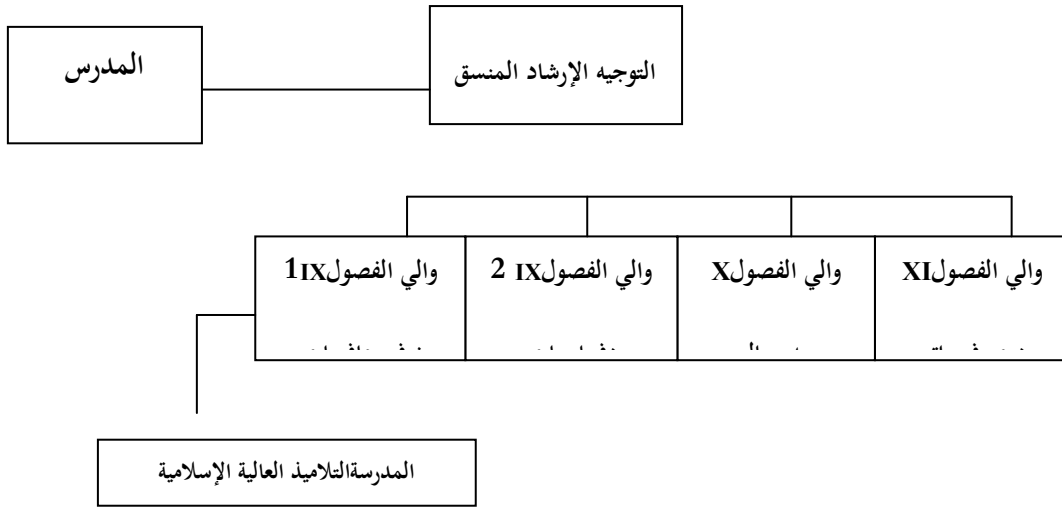 التوجيه الإرشاد المنسق
المدرس
والي الفصولXI
والي الفصولX
والي الفصولIX 2
والي الفصول1IX
المدرسةالتلاميذ العالية الإسلامية